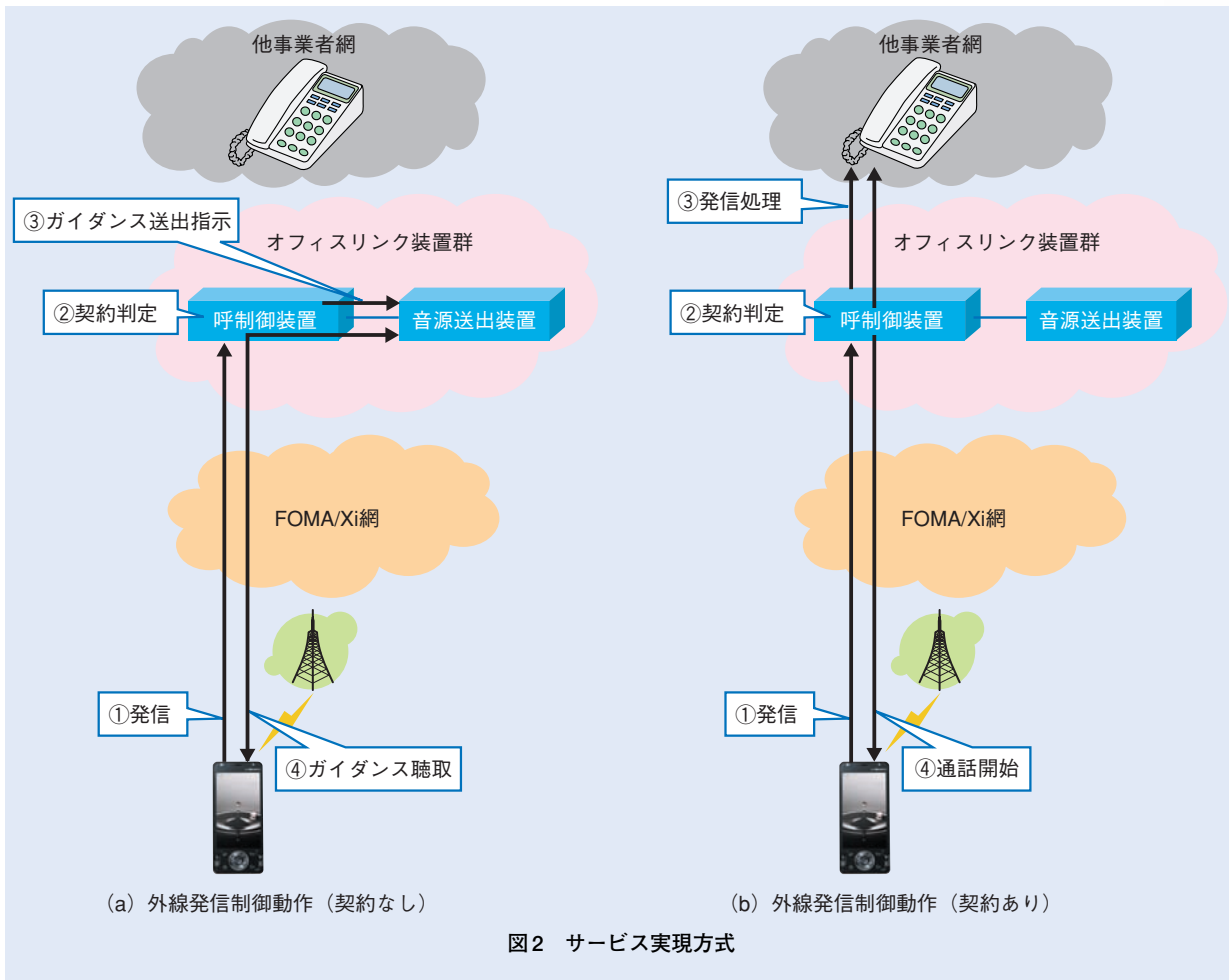 他事業者網
③ガイダンス送出指示
オフィスリンク装置群
②契約判定
呼制御装置
音源送出装置
FOMA/Xi網
①発信
④ガイダンス聴取
(a) 外線発信制御動作(契約なし)
他事業者網
③発信処理
オフィスリンク装置群
②契約判定
呼制御装置
音源送出装置
FOMA/Xi網
①発信
④通話開始
(b) 外線発信制御動作(契約あり)
図2 サービス実現方式